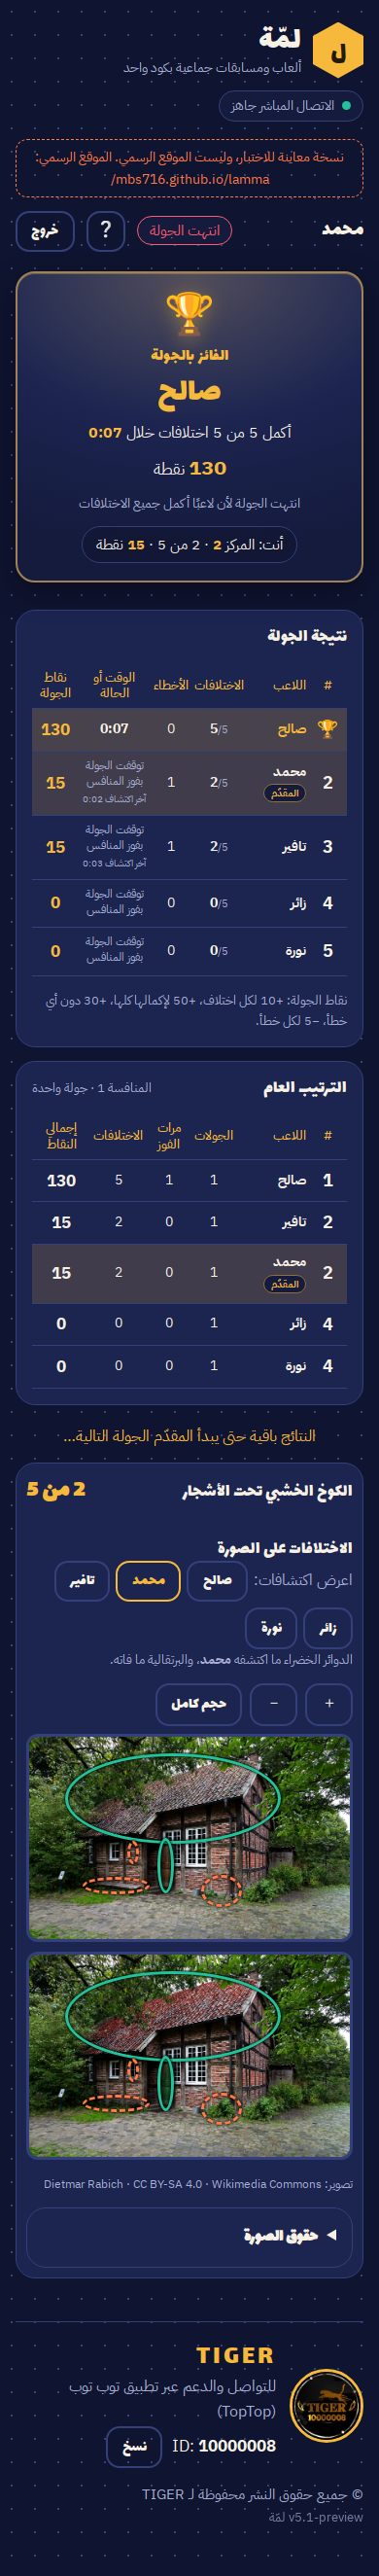 ل
لمّة
ألعاب ومسابقات جماعية بكود واحد
الاتصال المباشر جاهز
نسخة معاينة للاختبار، وليست الموقع الرسمي. الموقع الرسمي:
mbs716.github.io/lamma/
محمد
انتهت الجولة
?
خروج
الفائز بالجولة
صالح
أكمل 5 من 5 اختلافات خلال 0:07
130 نقطة
انتهت الجولة لأن لاعبًا أكمل جميع الاختلافات
أنت: المركز 2 · 2 من 5 · 15 نقطة
نتيجة الجولة
# اللاعب الاختلافات الأخطاء الوقت أو الحالة نقاط الجولة
صالح 5/5 0 0:07 130
2 محمد المقدّم 2/5 1 توقفت الجولة بفوز المنافس آخر اكتشاف 0:02 15
3 تافير 2/5 1 توقفت الجولة بفوز المنافس آخر اكتشاف 0:03 15
4 زائر 0/5 0 توقفت الجولة بفوز المنافس 0
5 نورة 0/5 0 توقفت الجولة بفوز المنافس 0
نقاط الجولة: +10 لكل اختلاف، +50 لإكمالها كلها، +30 دون أي
خطأ، −5 لكل خطأ.
الترتيب العام
المنافسة 1 · جولة واحدة
# اللاعب الجولات مرات الفوز الاختلافات إجمالي النقاط
1 صالح 1 1 5 130
2 تافير 1 0 2 15
2 محمد المقدّم 1 0 2 15
4 زائر 1 0 0 0
4 نورة 1 0 0 0
النتائج باقية حتى يبدأ المقدّم الجولة التالية...
الكوخ الخشبي تحت الأشجار
2 من 5
الاختلافات على الصورة
اعرض اكتشافات: صالح محمد تافير
زائر نورة
الدوائر الخضراء ما اكتشفه محمد، والبرتقالية ما فاته.
+ − حجم كامل
تصوير: Dietmar Rabich · CC BY-SA 4.0 · Wikimedia Commons
◀ حقوق الصورة
TIGER
10000008
TIGER
للتواصل والدعم عبر تطبيق توب توب
(TopTop)
ID: 10000008 نسخ
© جميع حقوق النشر محفوظة لـ TIGER
لمّة v5.1-preview